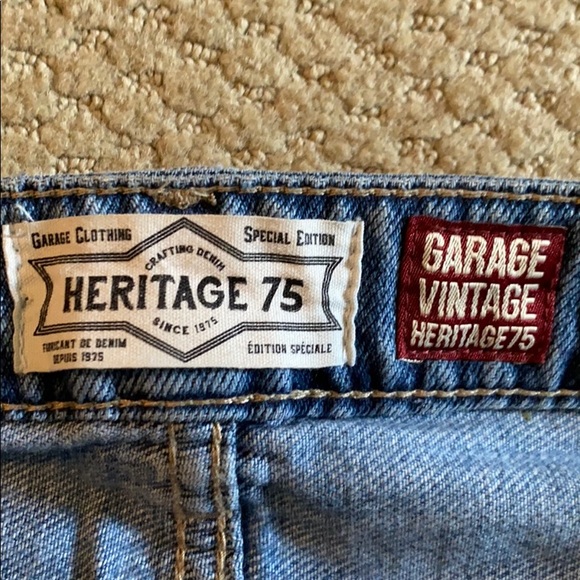 Garage Clothing
Special Edition
CRAFTING DENIM
HERITAGE 75
SINCE 1975
FABRICANT DE DENIM
DEPUIS 1975
ÉDITION SPÉCIALE
GARAGE
VINTAGE
HERITAGE75